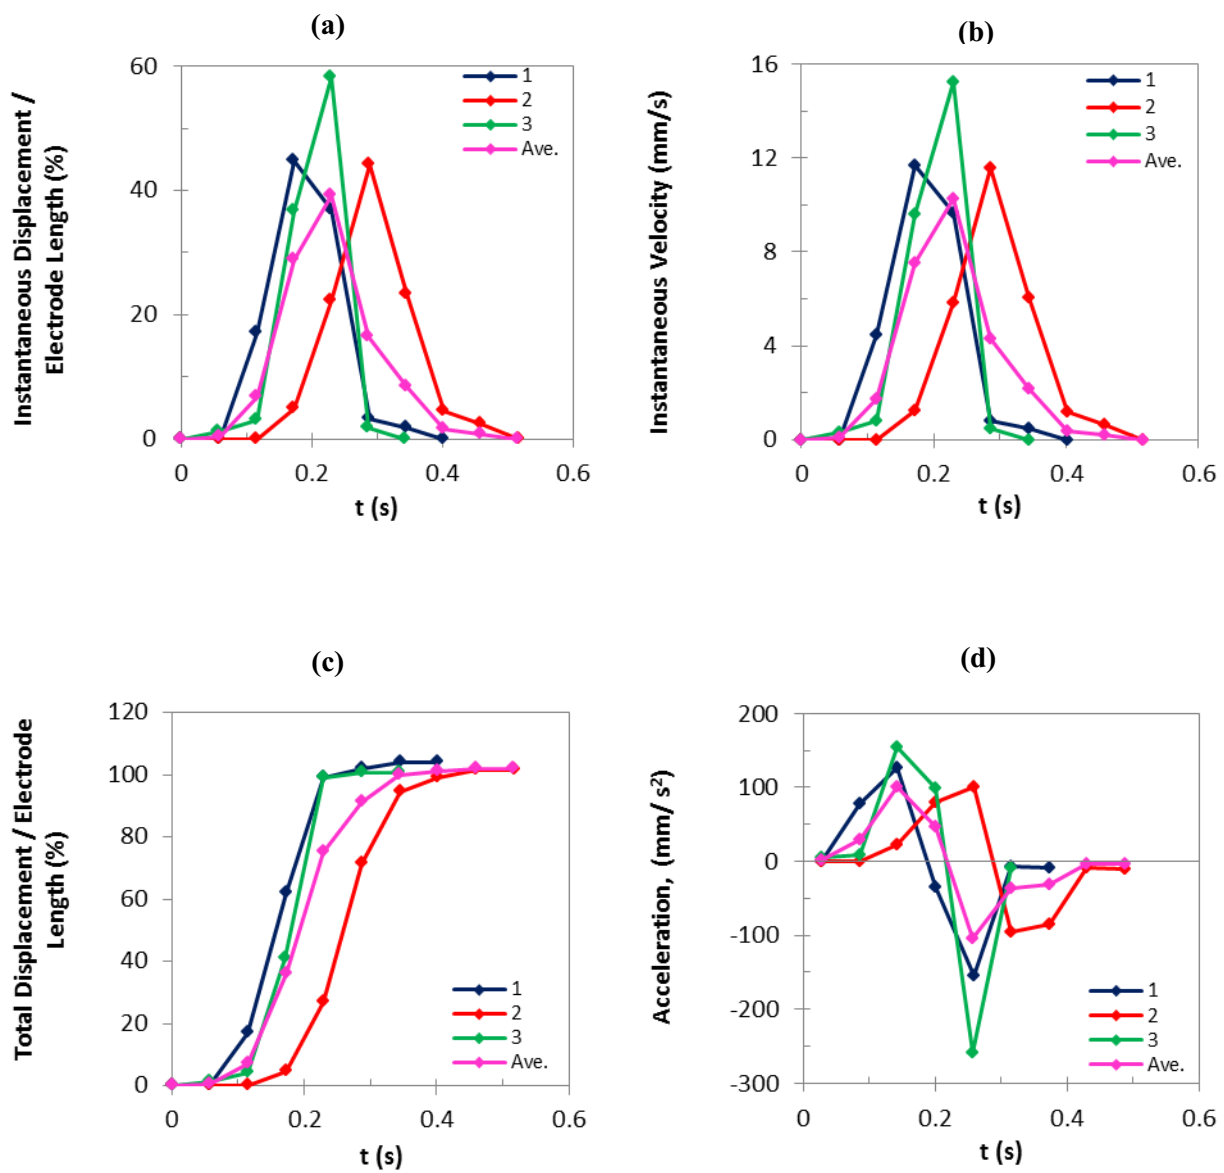 (a)
Instantaneous Displacement /
Electrode Length (%)
60
40
20
0
0
0.2
0.4
0.6
t (s)
1
2
3
Ave.
(b)
Instantaneous Velocity (mm/s)
16
12
8
4
0
0
0.2
0.4
0.6
t (s)
1
2
3
Ave.
(c)
Total Displacement / Electrode
Length (%)
120
100
80
60
40
20
0
0
0.2
0.4
0.6
t (s)
1
2
3
Ave.
(d)
Acceleration, (mm/ s²)
200
100
0
-100
-200
-300
0
0.2
0.4
0.6
t (s)
1
2
3
Ave.